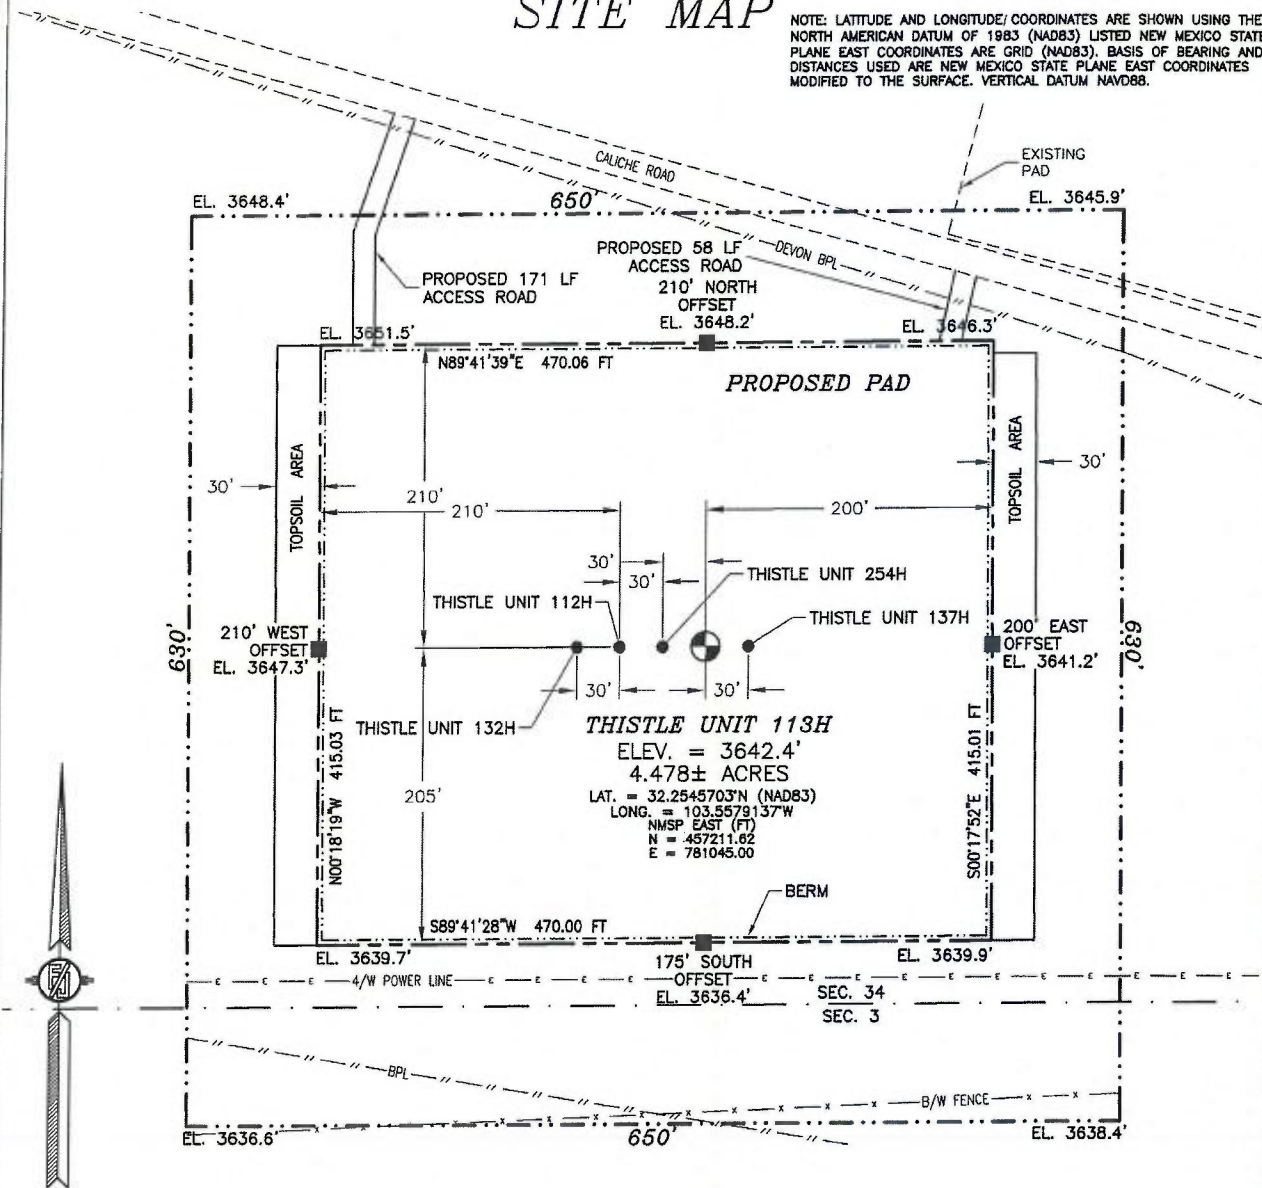 SITE MAP
NOTE: LATITUDE AND LONGITUDE/COORDINATES ARE SHOWN USING THE
NORTH AMERICAN DATUM OF 1983 (NAD83) LISTED NEW MEXICO STATE
PLANE EAST COORDINATES ARE GRID (NAD83). BASIS OF BEARING AND
DISTANCES USED ARE NEW MEXICO STATE PLANE EAST COORDINATES
MODIFIED TO THE SURFACE. VERTICAL DATUM NAVD88.
CALICHE ROAD
EXISTING
PAD
EL. 3648.4'
650'
EL. 3645.9'
DEVON BPL
PROPOSED 58 LF
ACCESS ROAD
PROPOSED 171 LF
ACCESS ROAD
210' NORTH
OFFSET
EL. 3648.2'
EL. 3651.5'
EL. 3646.3'
N89°41'39"E 470.06 FT
PROPOSED PAD
TOPSOIL AREA
30'
210'
210'
200'
TOPSOIL AREA
30'
30'
30'
THISTLE UNIT 254H
THISTLE UNIT 112H
THISTLE UNIT 137H
630'
210' WEST
OFFSET
EL. 3647.3'
200' EAST
OFFSET
EL. 3641.2'
630'
30'
30'
THISTLE UNIT 132H
THISTLE UNIT 113H
ELEV. = 3642.4'
4.478± ACRES
LAT. = 32.2545703°N (NAD83)
LONG. = 103.5579137°W
NMSP EAST (FT)
N = 457211.62
E = 781045.00
N00°18'19"W 415.03 FT
205'
S00°17'52"E 415.01 FT
BERM
S89°41'28"W 470.00 FT
EL. 3639.7'
175' SOUTH
OFFSET
EL. 3636.4'
EL. 3639.9'
E E 4/W POWER LINE E E E E E E E E E
SEC. 34
SEC. 3
BPL
B/W FENCE
x x x x x x x x
EL. 3636.6'
650'
EL. 3638.4'